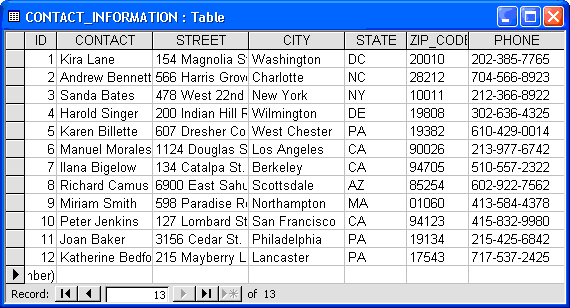 CONTACT_INFORMATION : Table
ID CONTACT STREET CITY STATE ZIP_CODE PHONE
1 Kira Lane 154 Magnolia S Washington DC 20010 202-385-7765
2 Andrew Bennett 566 Harris Grov Charlotte NC 28212 704-566-8923
3 Sanda Bates 478 West 22nd New York NY 10011 212-366-8922
4 Harold Singer 200 Indian Hill R Wilmington DE 19808 302-636-4325
5 Karen Billette 607 Dresher Co West Chester PA 19382 610-429-0014
6 Manuel Morales 1124 Douglas S Los Angeles CA 90026 213-977-6742
7 Ilana Bigelow 134 Catalpa St. Berkeley CA 94705 510-557-2322
8 Richard Camus 6900 East Sahu Scottsdale AZ 85254 602-922-7562
9 Miriam Smith 598 Paradise R Northampton MA 01060 413-584-4378
10 Peter Jenkins 127 Lombard St San Francisco CA 94123 415-832-9980
11 Joan Baker 3156 Cedar St. Philadelphia PA 19134 215-425-6842
12 Katherine Bedfo 215 Mayberry L Lancaster PA 17543 717-537-2425
mber)
Record: 13 of 13